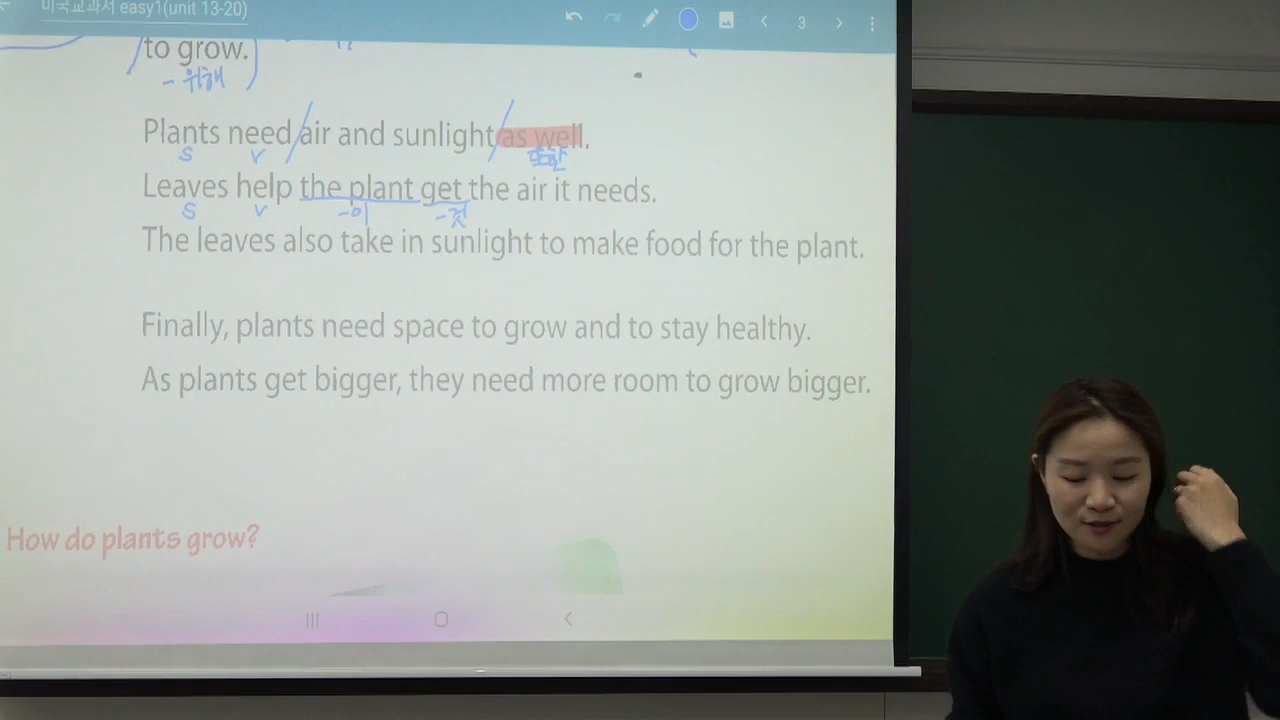 미국교과서 easy1(unit 13-20)
3
to grow.
- 위해
Plants need air and sunlight as well.
S V 또한
Leaves help the plant get the air it needs.
S V -이 -것
The leaves also take in sunlight to make food for the plant.
Finally, plants need space to grow and to stay healthy.
As plants get bigger, they need more room to grow bigger.
How do plants grow?